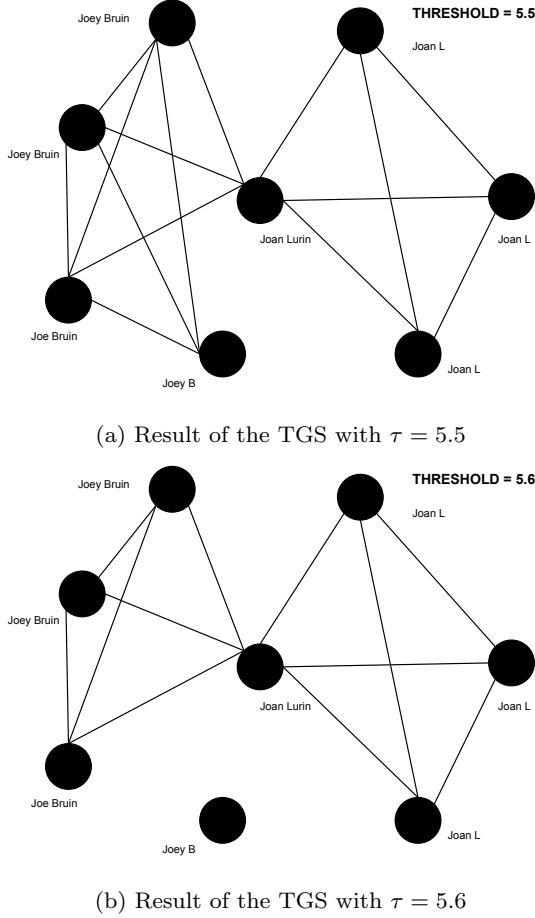 Joey Bruin
THRESHOLD = 5.5
Joan L
Joey Bruin
Joan Lurin
Joan L
Joe Bruin
Joey B
Joan L
(a) Result of the TGS with τ = 5.5
Joey Bruin
THRESHOLD = 5.6
Joan L
Joey Bruin
Joan Lurin
Joan L
Joe Bruin
Joey B
Joan L
(b) Result of the TGS with τ = 5.6